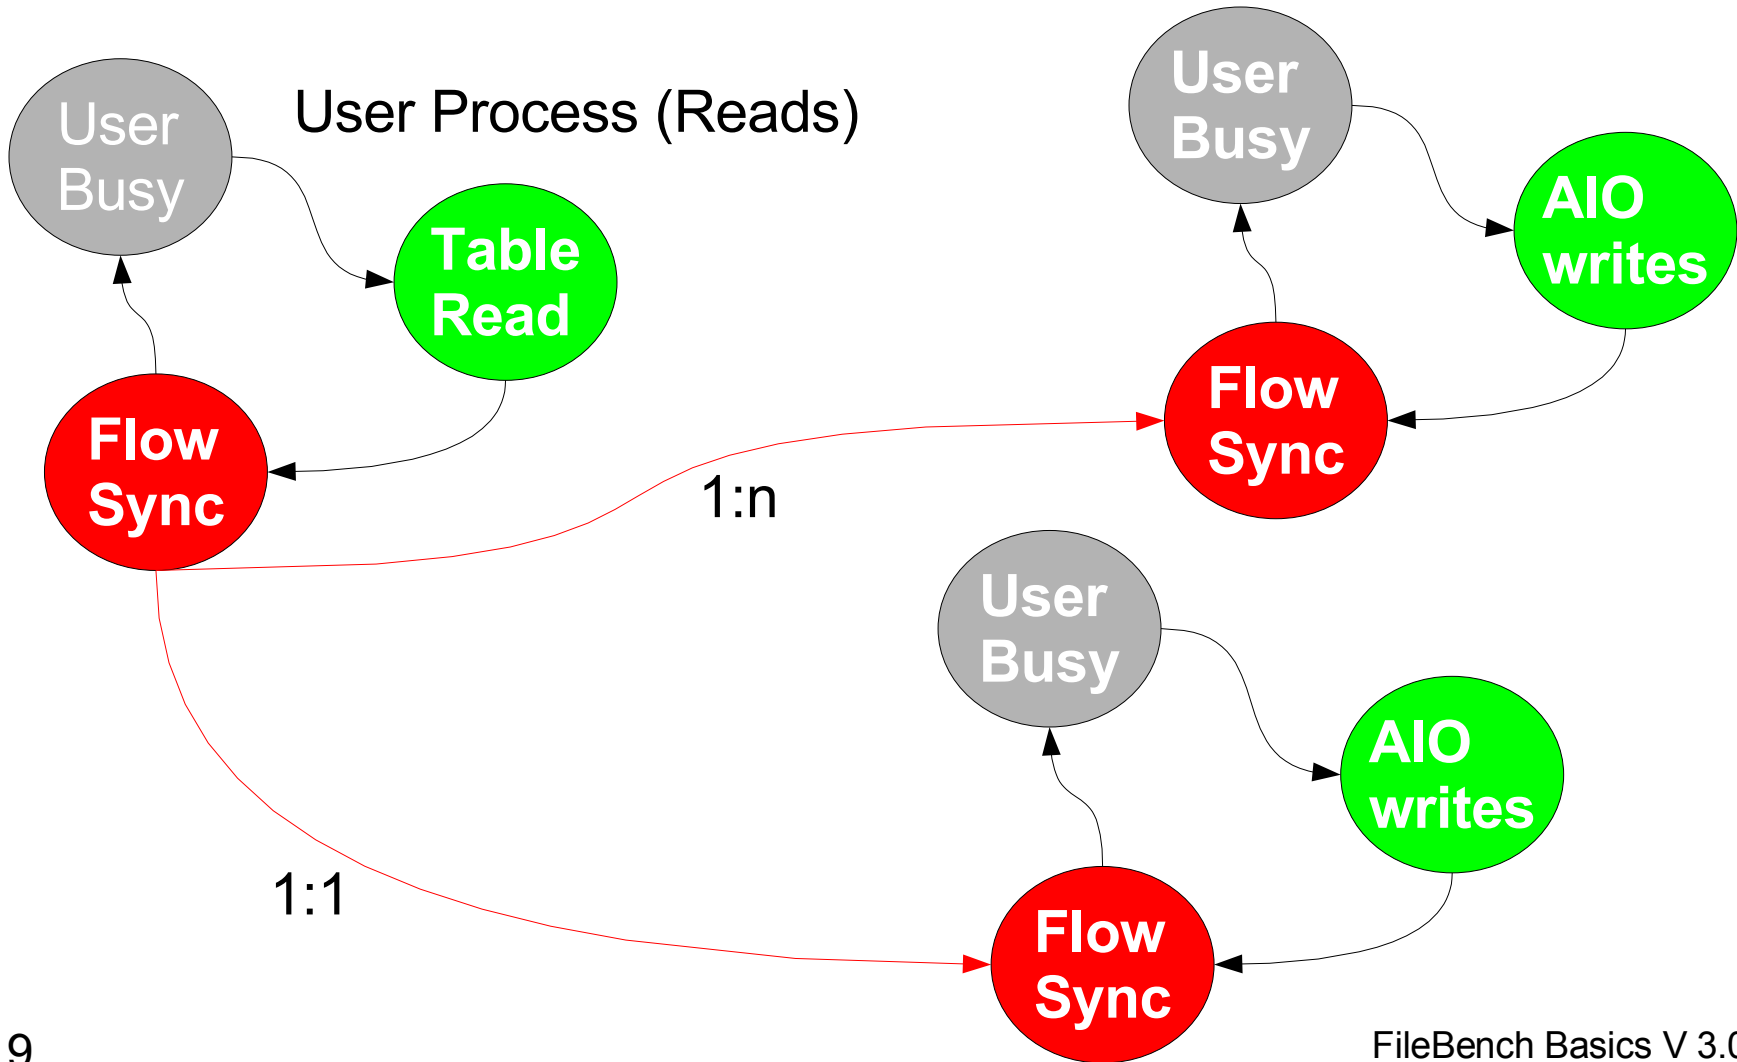 User
Busy
User Process (Reads)
Table
Read
Flow
Sync
User
Busy
AIO
writes
Flow
Sync
1:n
User
Busy
AIO
writes
1:1
Flow
Sync
9
FileBench Basics V 3.0